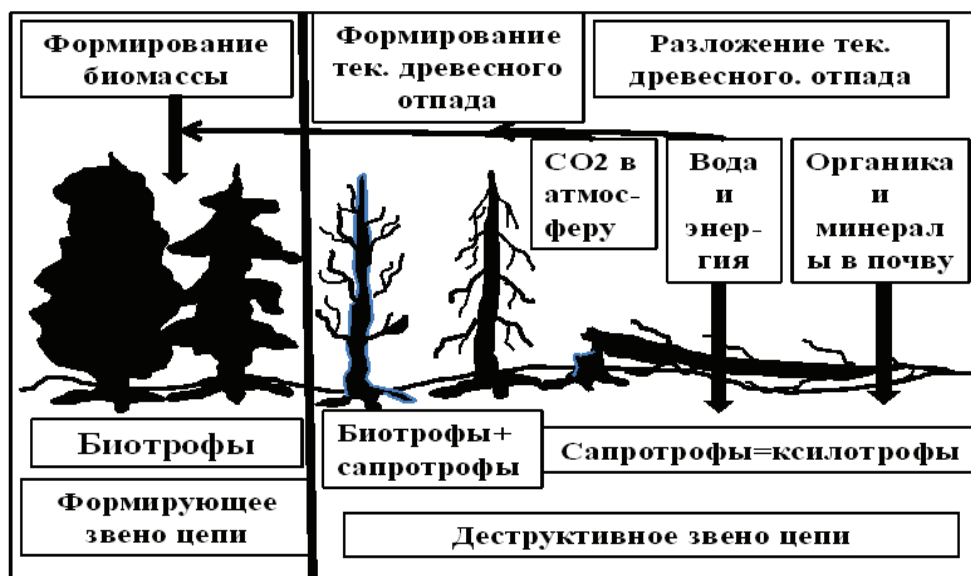 Формирование
биомассы
Формирование
тек. древесного
отпада
Разложение тек.
древесного. отпада
СО2 в
атмос-
феру
Вода
и
энер-
гия
Органика
и
минерал
ы в почву
Биотрофы
Биотрофы+
сапротрофы
Сапротрофы=ксилотрофы
Формирующее
звено цепи
Деструктивное звено цепи